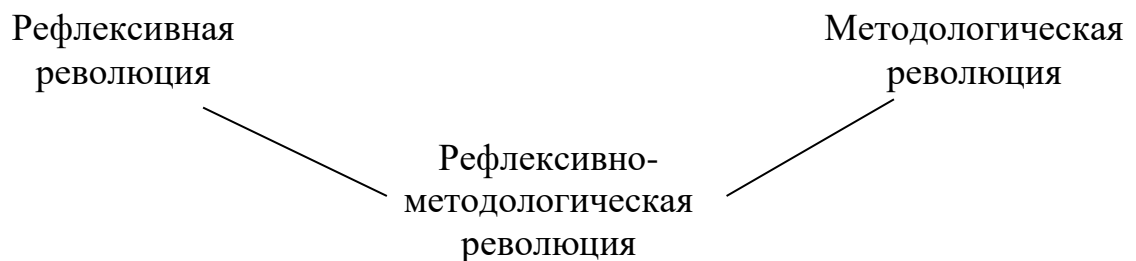 Рефлексивная
революция
Методологическая
революция
Рефлексивно-
методологическая
революция